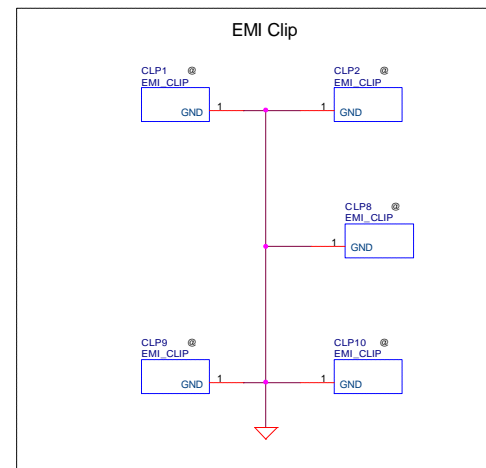 EMI Clip
CLP1 @
EMI_CLIP
GND
1
CLP2 @
EMI_CLIP
1
GND
CLP8 @
EMI_CLIP
1
GND
CLP9 @
EMI_CLIP
GND
1
CLP10 @
EMI_CLIP
1
GND